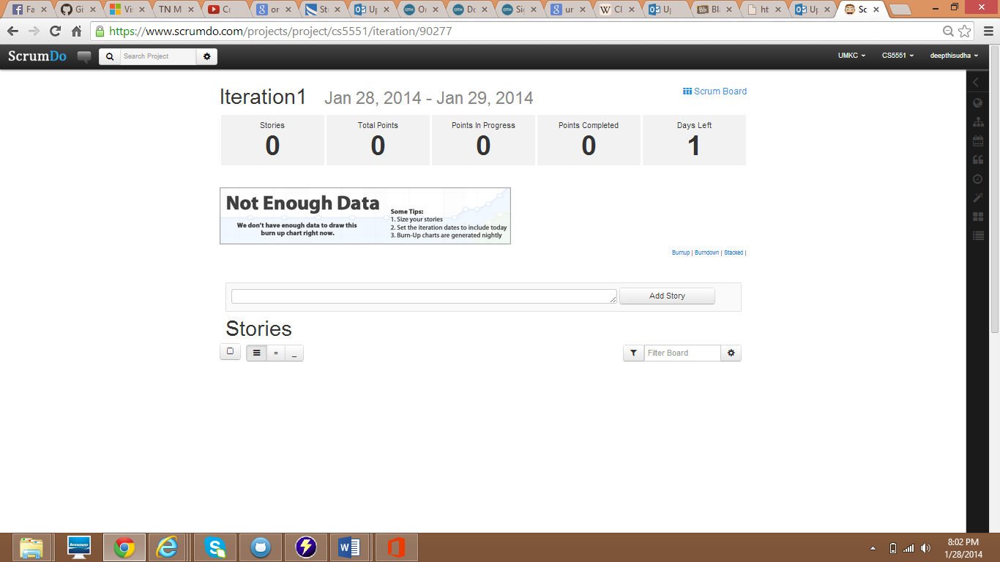 Fa
Gi
Vis
TN M
Cr
or
St
Up
O
Do
Sig
ur
Cl
Up
Bl
ht
Up
Sc
https://www.scrumdo.com/projects/project/cs5551/iteration/90277
ScrumDo
Search Project
UMKC
CS5551
deepthisudha
Iteration1 Jan 28, 2014 - Jan 29, 2014
Scrum Board
Stories
0
Total Points
0
Points In Progress
0
Points Completed
0
Days Left
1
Not Enough Data
We don't have enough data to draw this
burn up chart right now.
Some Tips:
1. Size your stories
2. Set the iteration dates to include today
3. Burn-Up charts are generated nightly
Burnup | Burndown | Stacked |
Add Story
Stories
Filter Board
lenovo
8:02 PM
1/28/2014